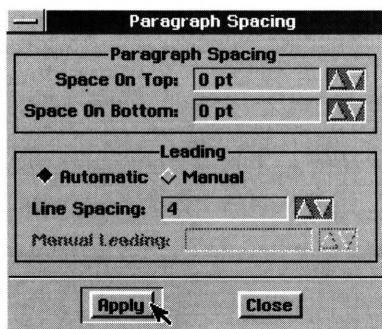 Paragraph Spacing
Paragraph Spacing
Space On Top: 0 pt
Space On Bottom: 0 pt
Leading
Automatic Manual
Line Spacing: 4
Manual Leading:
Apply Close